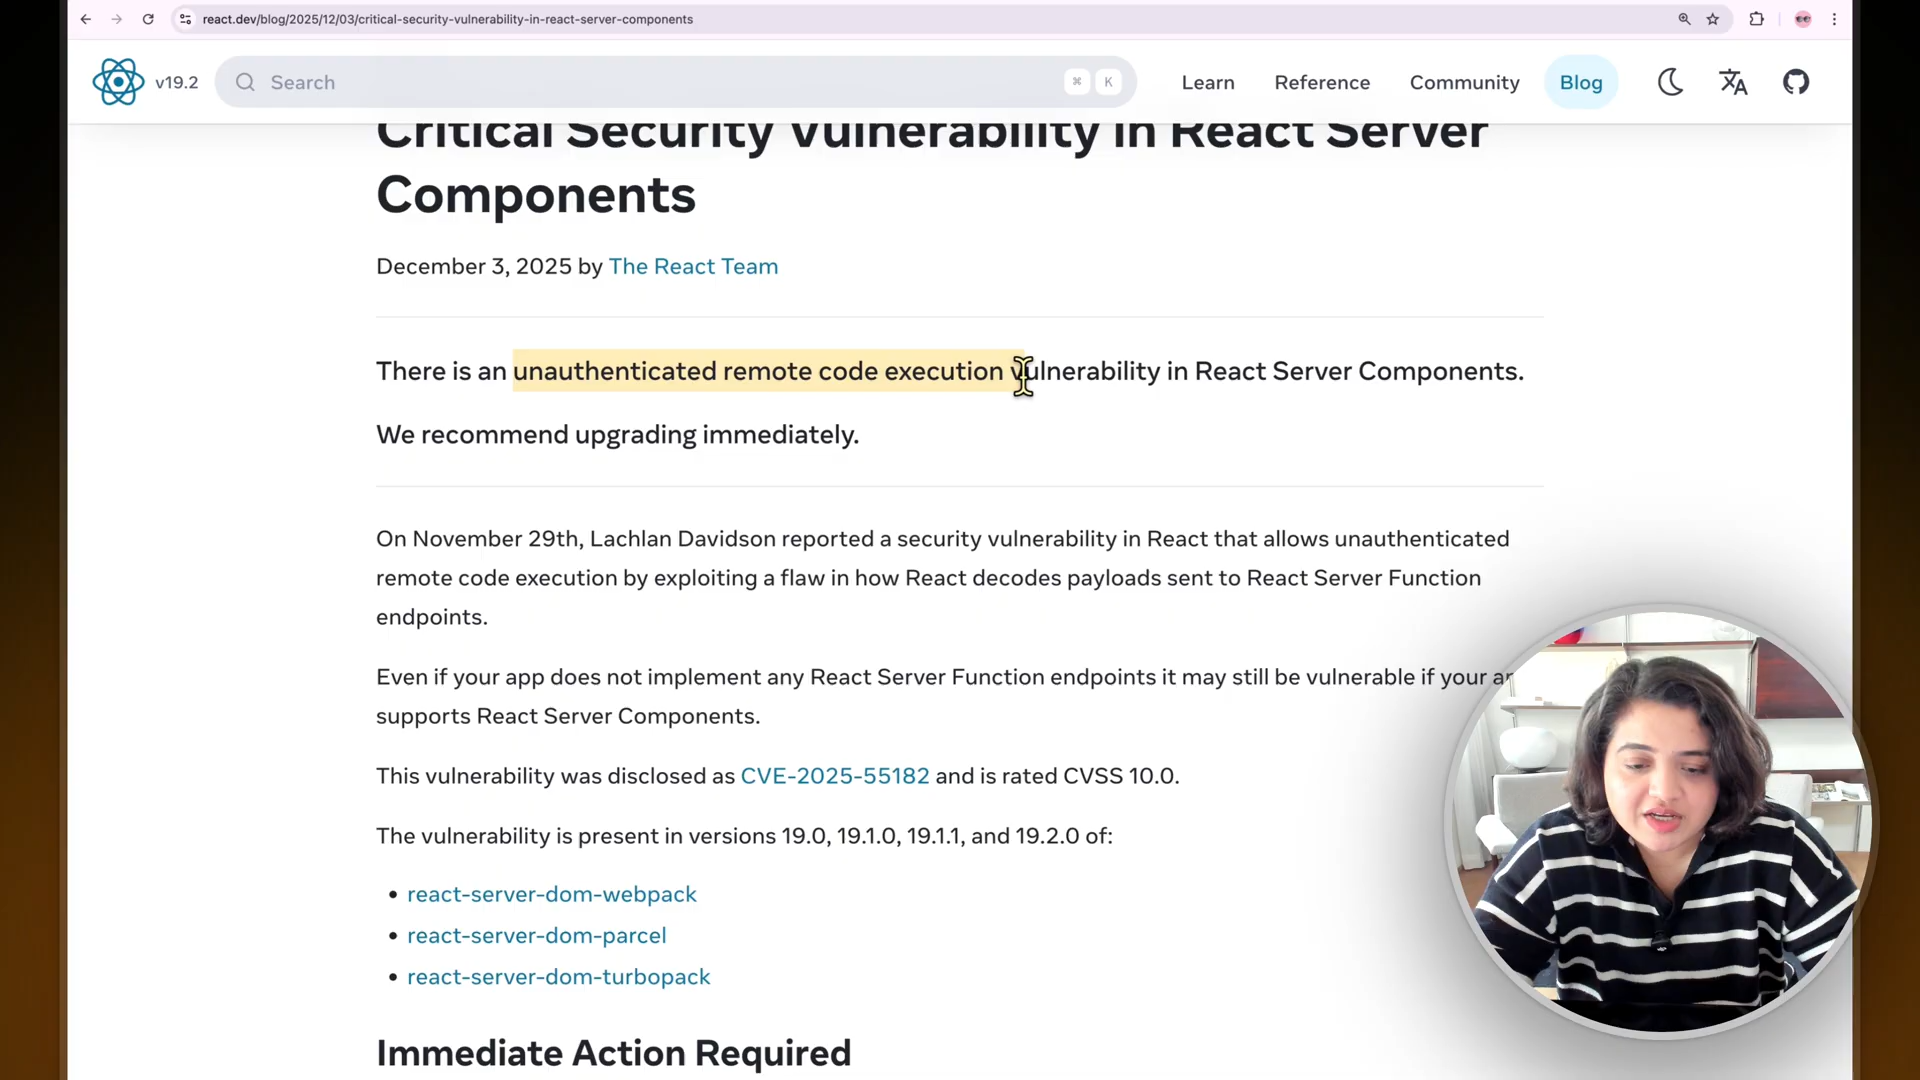 react.dev/blog/2025/12/03/critical-security-vulnerability-in-react-server-components
v19.2
Search
⌘ K
Learn
Reference
Community
Blog
Critical Security Vulnerability in React Server
Components
December 3, 2025 by The React Team
There is an unauthenticated remote code execution vulnerability in React Server Components.
We recommend upgrading immediately.
On November 29th, Lachlan Davidson reported a security vulnerability in React that allows unauthenticated
remote code execution by exploiting a flaw in how React decodes payloads sent to React Server Function
endpoints.
Even if your app does not implement any React Server Function endpoints it may still be vulnerable if your
supports React Server Components.
This vulnerability was disclosed as CVE-2025-55182 and is rated CVSS 10.0.
The vulnerability is present in versions 19.0, 19.1.0, 19.1.1, and 19.2.0 of:
• react-server-dom-webpack
• react-server-dom-parcel
• react-server-dom-turbopack
Immediate Action Required